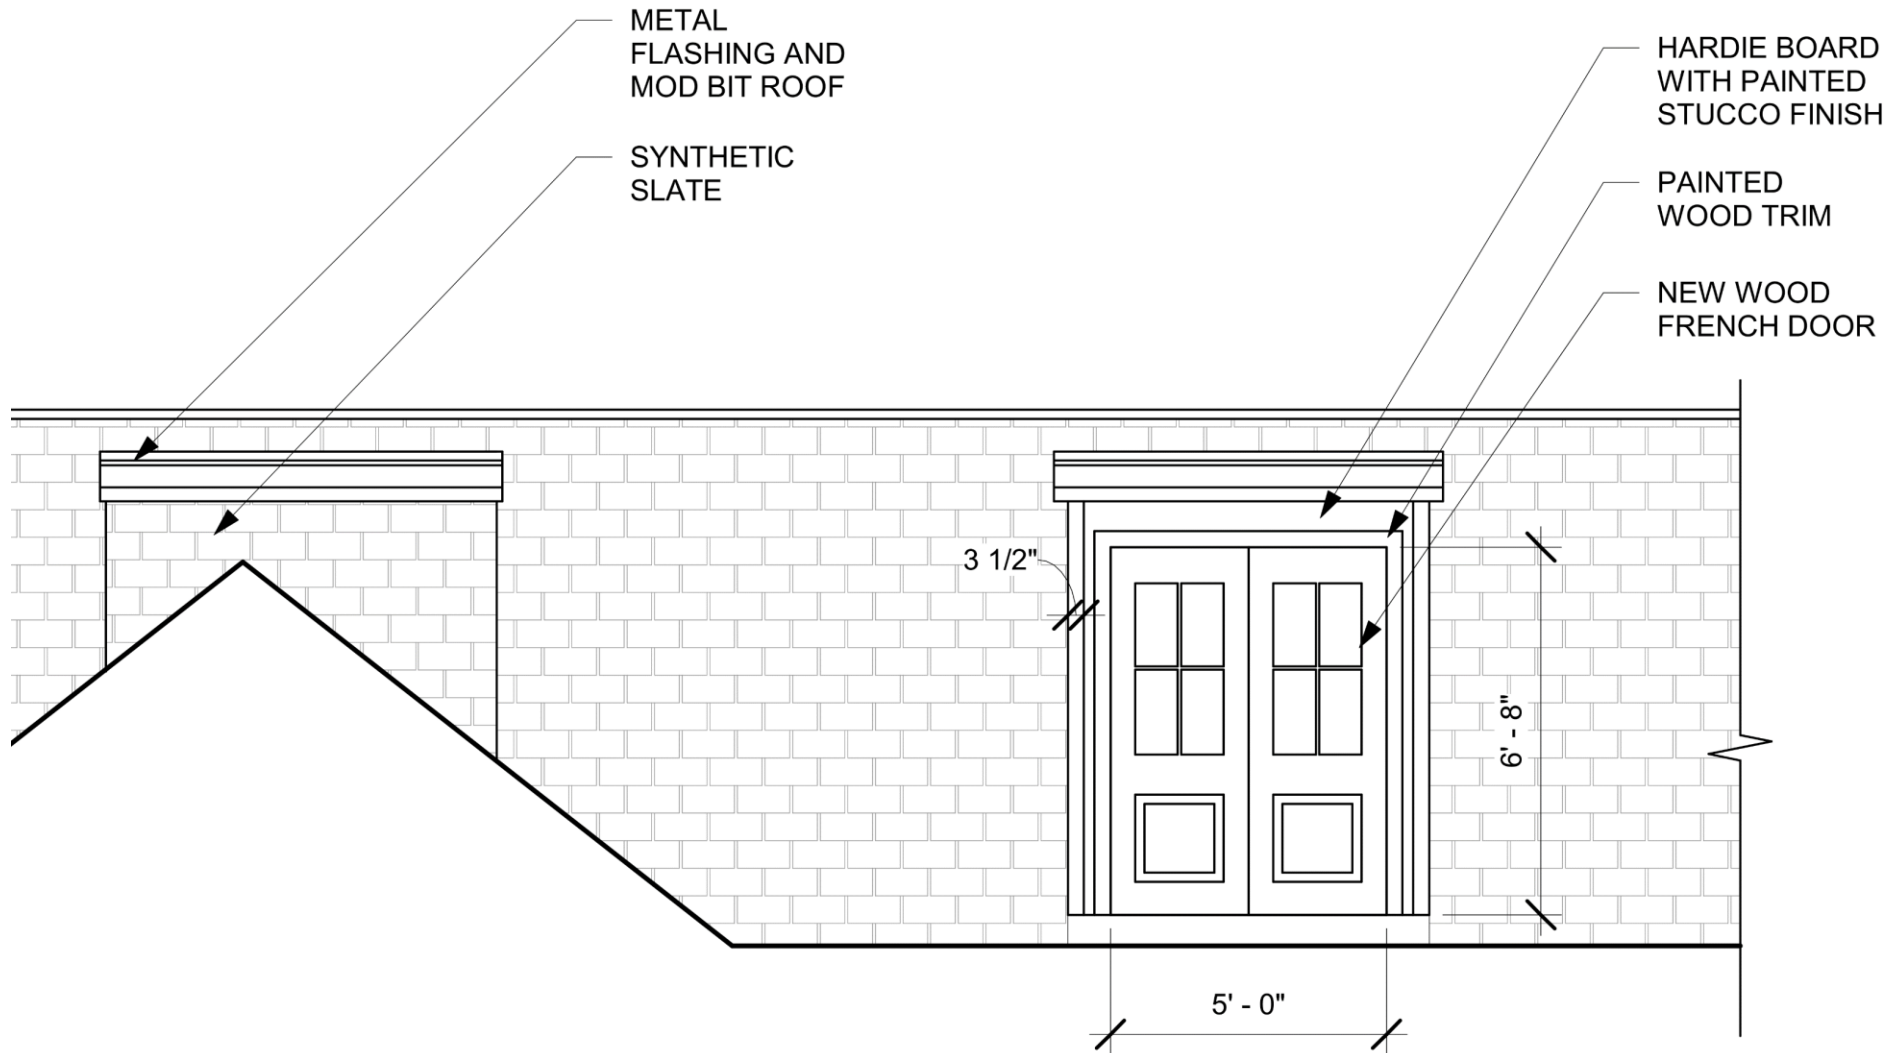 METAL
FLASHING AND
MOD BIT ROOF
SYNTHETIC
SLATE
HARDIE BOARD
WITH PAINTED
STUCCO FINISH
PAINTED
WOOD TRIM
NEW WOOD
FRENCH DOOR
3 1/2"
6' - 8"
5' - 0"